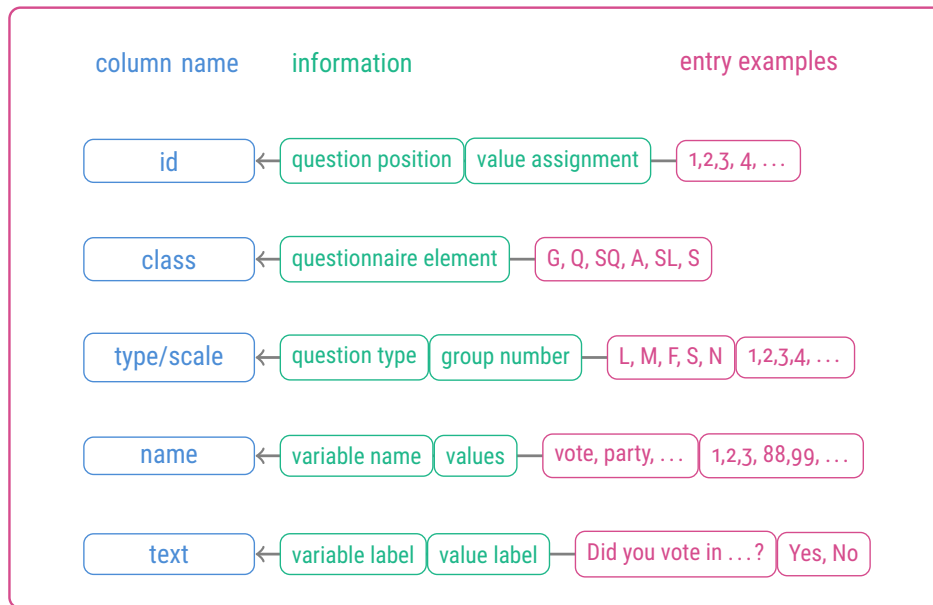 column name information entry examples
id question position value assignment 1,2,3, 4, ...
class questionnaire element G, Q, SQ, A, SL, S
type/scale question type group number L, M, F, S, N 1,2,3,4, ...
name variable name values vote, party, ... 1,2,3, 88,99, ...
text variable label value label Did you vote in ...? Yes, No